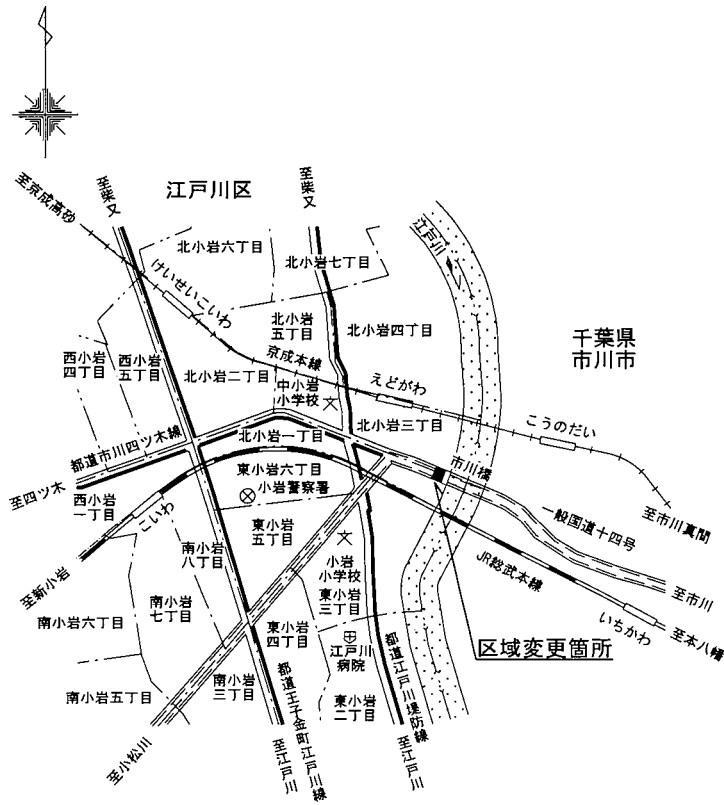 至京成高砂
至柴又
江戸川区
至柴又
北小岩六丁目
北小岩七丁目
江戸川
けいせいこいわ
北小岩
五丁目
北小岩四丁目
千葉県
市川市
西小岩
四丁目
西小岩
五丁目
北小岩二丁目
京成本線
中小岩
小学校
えどがわ
こうのだい
北小岩三丁目
都道市川四ツ木線
北小岩一丁目
東小岩六丁目
小岩警察署
市川橋
至四ツ木
西小岩
一丁目
こいわ
至市川真間
一般国道十四号
東小岩
五丁目
南小岩
八丁目
小岩
小学校
JR総武本線
至新小岩
至市川
南小岩
七丁目
東小岩
三丁目
いちかわ
南小岩六丁目
東小岩
四丁目
至本八幡
江戸川
病院
区域変更箇所
南小岩五丁目
南小岩
三丁目
東小岩
二丁目
都道王子金町江戸川線
都道江戸川堤防線
至小松川
至江戸川
至江戸川